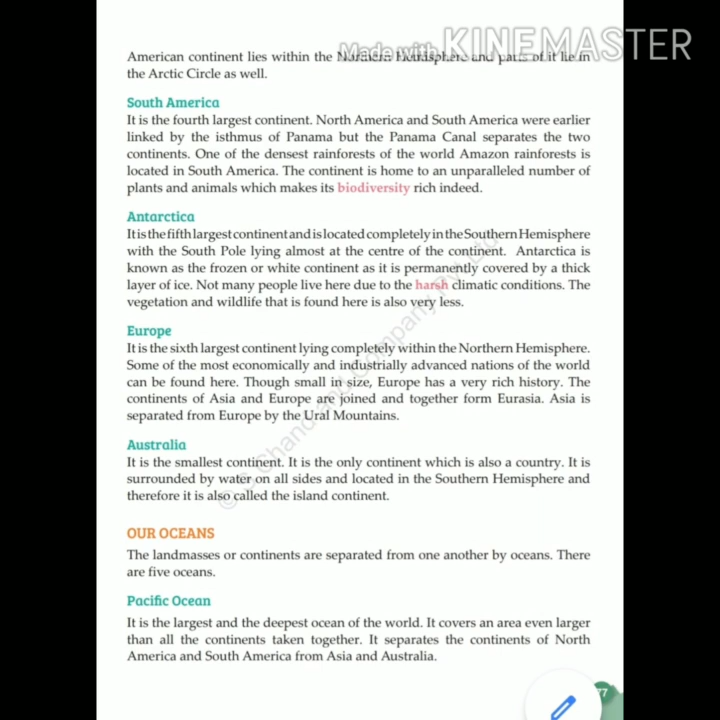 Made with KINEMASTER
American continent lies within the Northern Hemisphere and parts of it lie in
the Arctic Circle as well.
South America
It is the fourth largest continent. North America and South America were earlier
linked by the isthmus of Panama but the Panama Canal separates the two
continents. One of the densest rainforests of the world Amazon rainforests is
located in South America. The continent is home to an unparalleled number of
plants and animals which makes its biodiversity rich indeed.
Antarctica
It is the fifth largest continent and is located completely in the Southern Hemisphere
with the South Pole lying almost at the centre of the continent. Antarctica is
known as the frozen or white continent as it is permanently covered by a thick
layer of ice. Not many people live here due to the harsh climatic conditions. The
vegetation and wildlife that is found here is also very less.
Europe
It is the sixth largest continent lying completely within the Northern Hemisphere.
Some of the most economically and industrially advanced nations of the world
can be found here. Though small in size, Europe has a very rich history. The
continents of Asia and Europe are joined and together form Eurasia. Asia is
separated from Europe by the Ural Mountains.
Australia
It is the smallest continent. It is the only continent which is also a country. It is
surrounded by water on all sides and located in the Southern Hemisphere and
therefore it is also called the island continent.
OUR OCEANS
The landmasses or continents are separated from one another by oceans. There
are five oceans.
Pacific Ocean
It is the largest and the deepest ocean of the world. It covers an area even larger
than all the continents taken together. It separates the continents of North
America and South America from Asia and Australia.
© S Chand and Company Pvt Ltd